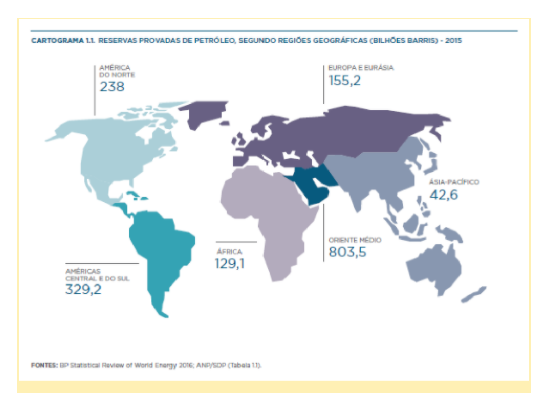 CARTOGRAMA 1.1. RESERVAS PROVADAS DE PETRÓLEO, SEGUNDO REGIÕES GEOGRÁFICAS (BILHÕES BARRIS) - 2015
AMÉRICA
DO NORTE
238
EUROPA E EURÁSIA
155,2
ÁSIA-PACÍFICO
42,6
ORIENTE MÉDIO
803,5
ÁFRICA
129,1
AMÉRICAS
CENTRAL E DO SUL
329,2
FONTES: BP Statistical Review of World Energy 2016; ANP/SDP (Tabela 1.1).